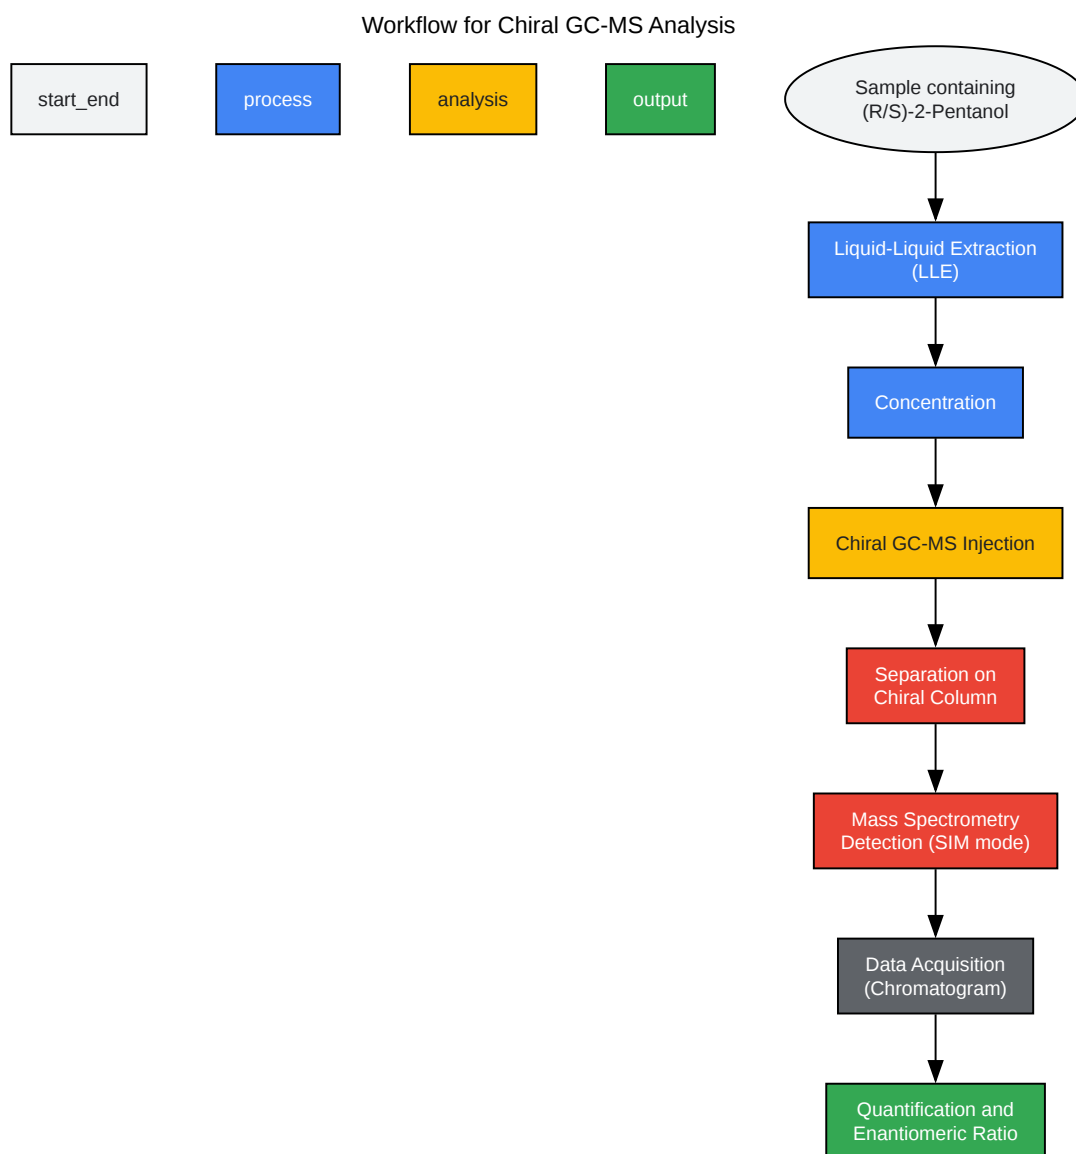 Workflow for Chiral GC-MS Analysis
start_end
process
analysis
output
Sample containing
(R/S)-2-Pentanol
Liquid-Liquid Extraction
(LLE)
Concentration
Chiral GC-MS Injection
Separation on
Chiral Column
Mass Spectrometry
Detection (SIM mode)
Data Acquisition
(Chromatogram)
Quantification and
Enantiomeric Ratio